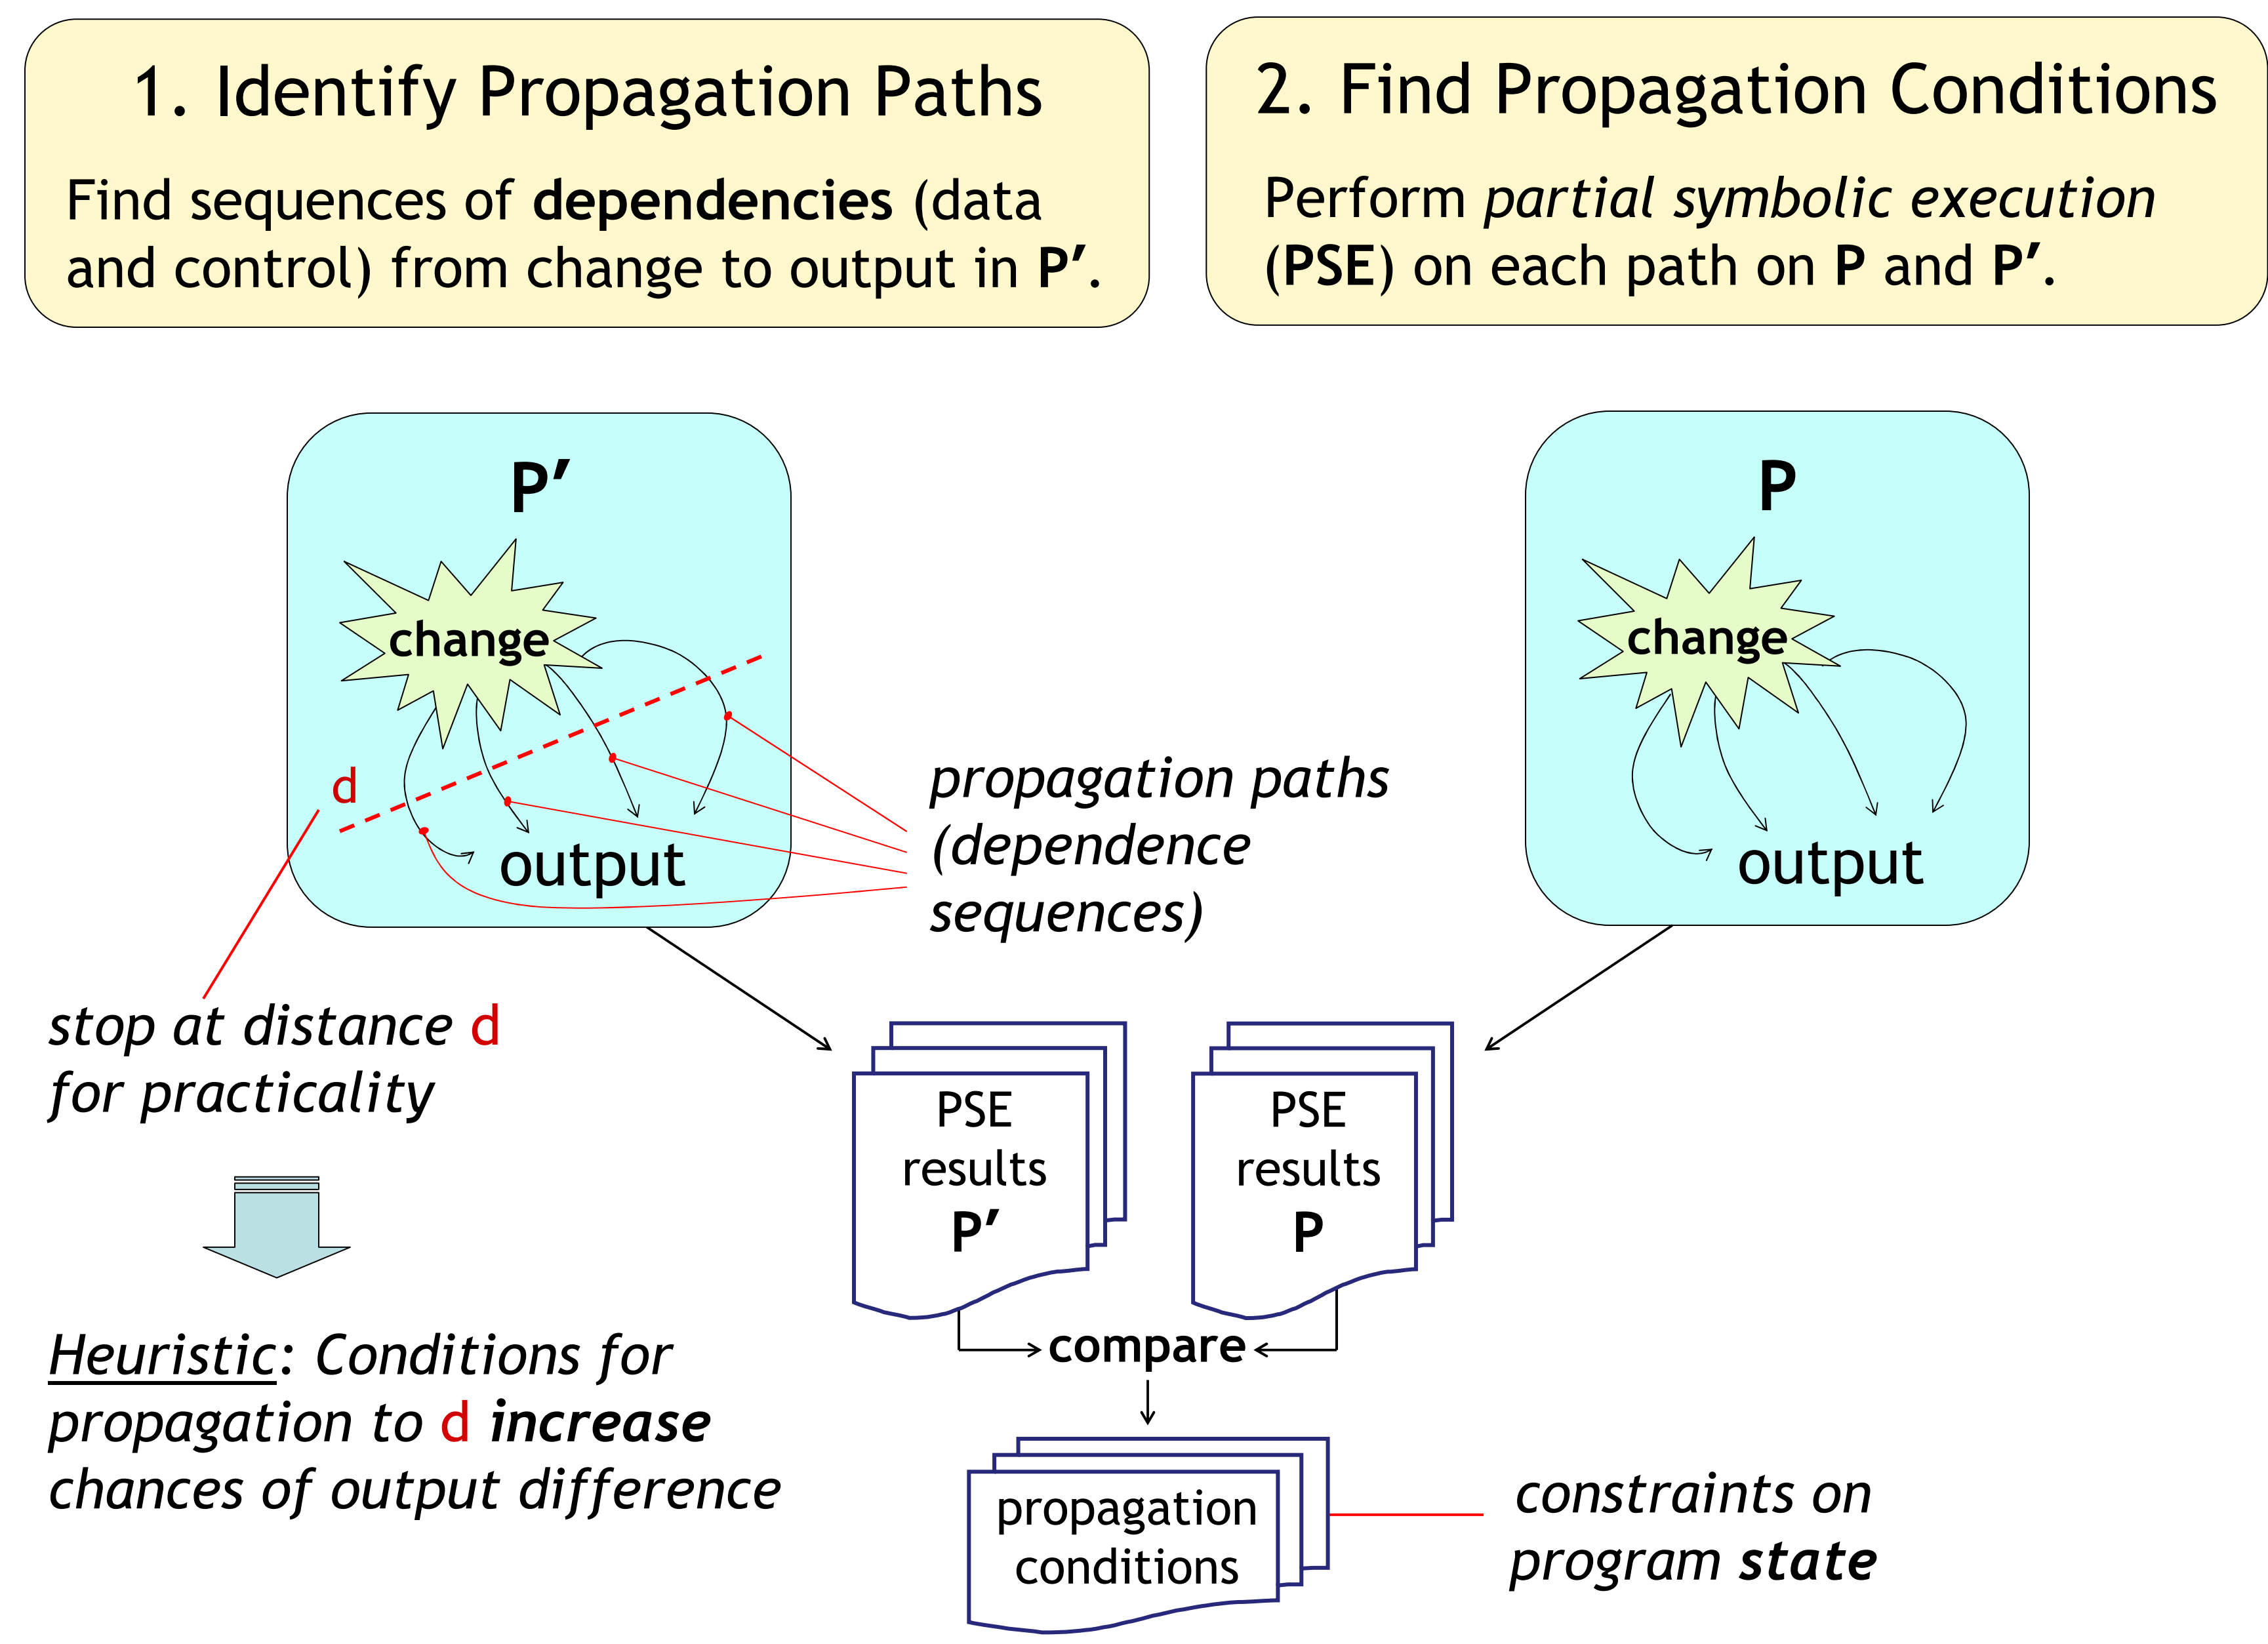 1. Identify Propagation Paths
Find sequences of dependencies (data
and control) from change to output in P′.
2. Find Propagation Conditions
Perform partial symbolic execution
(PSE) on each path on P and P′.
P′
change
d
output
propagation paths
(dependence
sequences)
P
change
output
stop at distance d
for practicality
Heuristic: Conditions for
propagation to d increase
chances of output difference
PSE
results
P′
PSE
results
P
compare
propagation
conditions
constraints on
program state